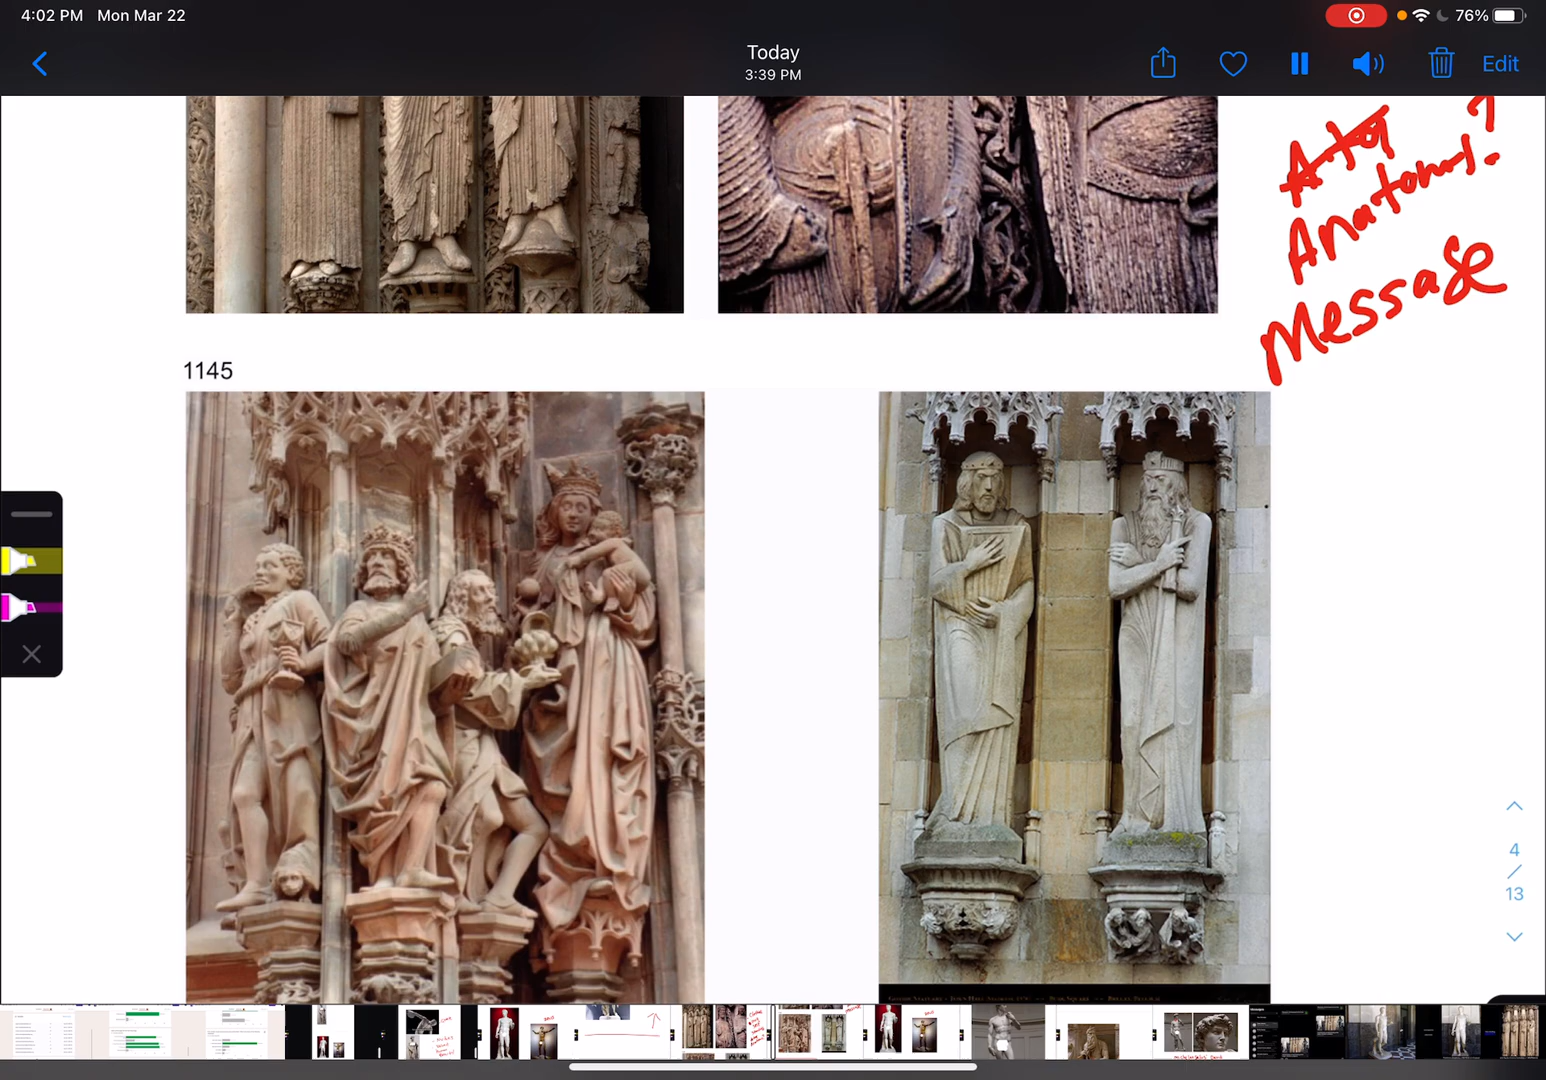 4:02 PM Mon Mar 22
76%
Today
3:39 PM
Edit
Anatomy?
Message
1145
4
/
13